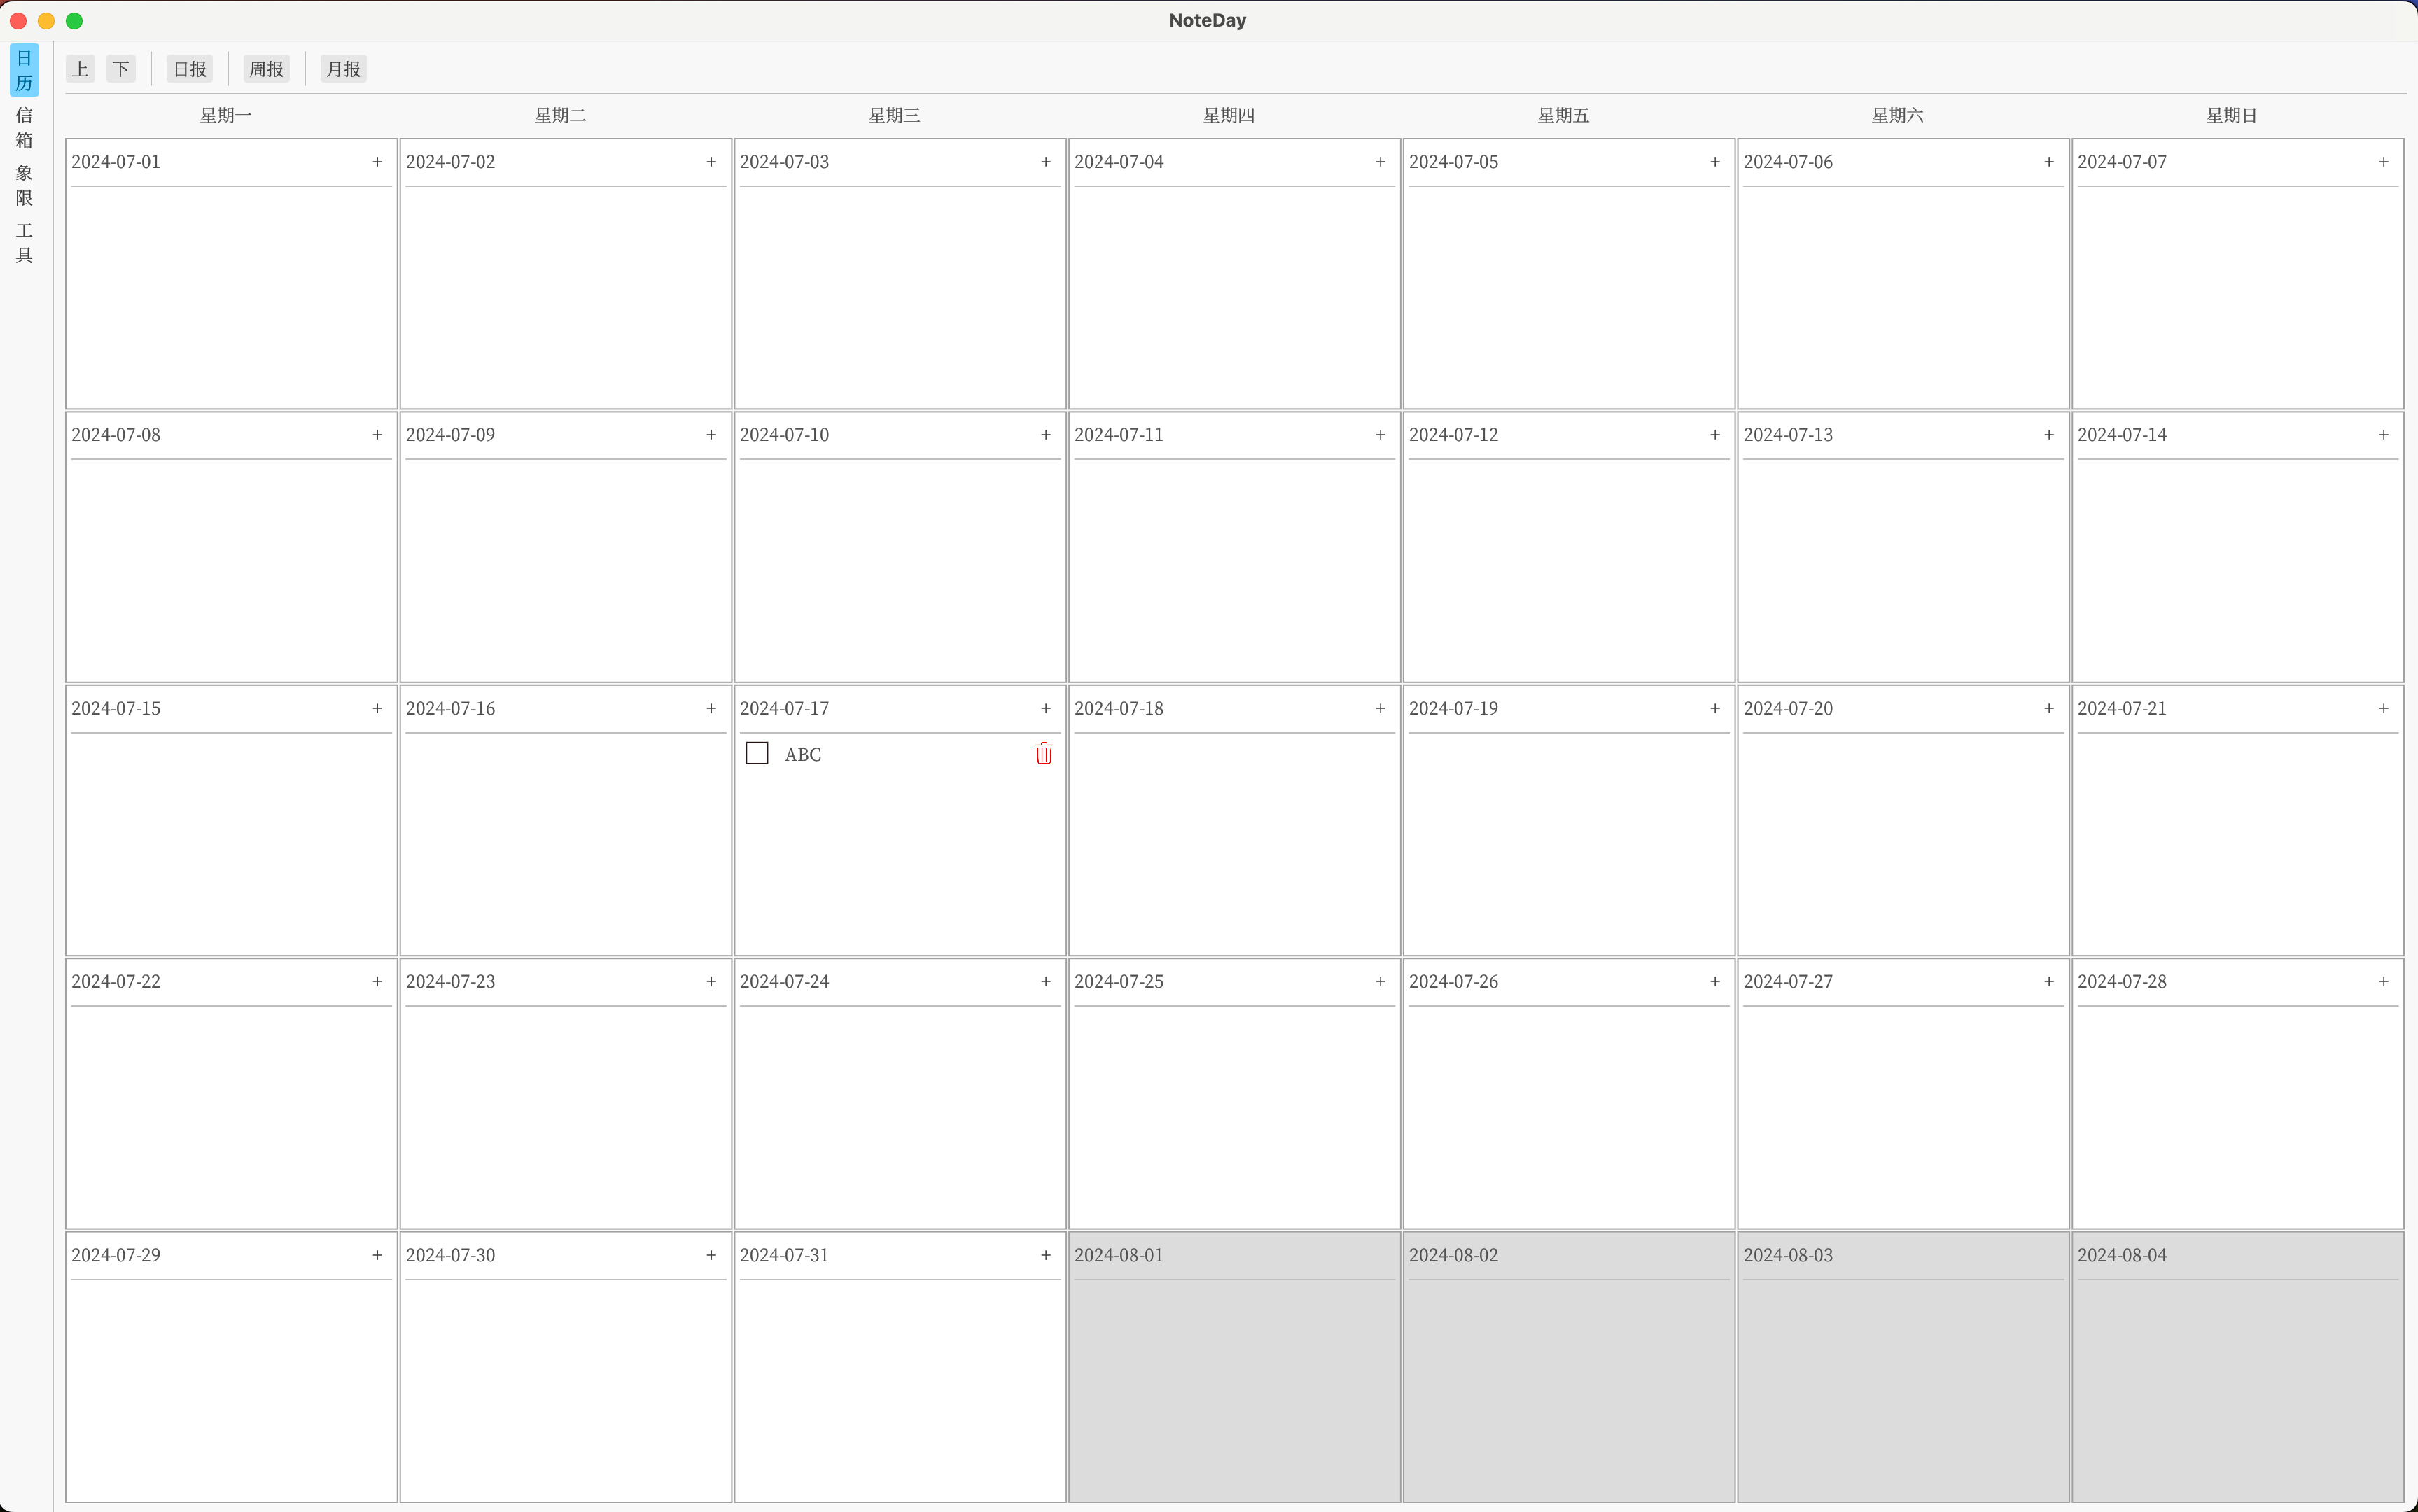 NoteDay
日历
信箱
象限
工具
上 下 日报 周报 月报
星期一 星期二 星期三 星期四 星期五 星期六 星期日
2024-07-01 + 2024-07-02 + 2024-07-03 + 2024-07-04 + 2024-07-05 + 2024-07-06 + 2024-07-07 +
2024-07-08 + 2024-07-09 + 2024-07-10 + 2024-07-11 + 2024-07-12 + 2024-07-13 + 2024-07-14 +
2024-07-15 + 2024-07-16 + 2024-07-17 + 2024-07-18 + 2024-07-19 + 2024-07-20 + 2024-07-21 +
ABC
2024-07-22 + 2024-07-23 + 2024-07-24 + 2024-07-25 + 2024-07-26 + 2024-07-27 + 2024-07-28 +
2024-07-29 + 2024-07-30 + 2024-07-31 + 2024-08-01 2024-08-02 2024-08-03 2024-08-04